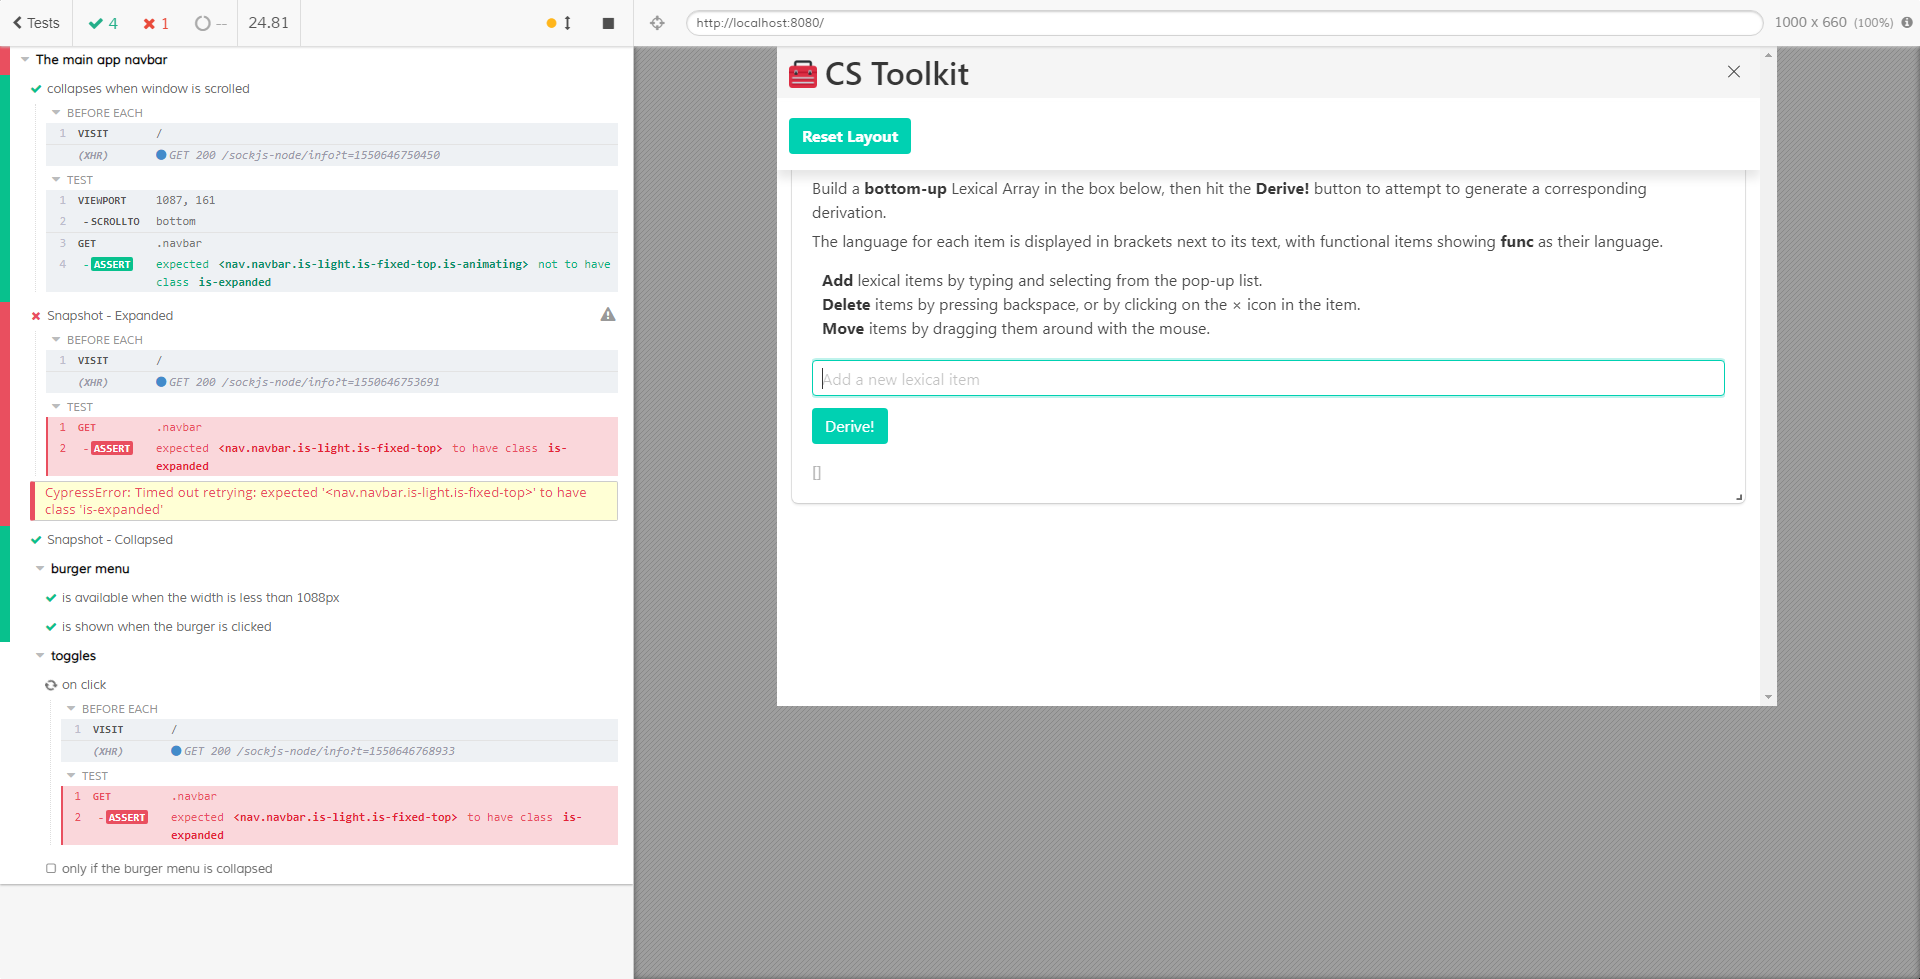 Tests
4
1
--
24.81
http://localhost:8080/
1000 x 660 (100%)
The main app navbar
collapses when window is scrolled
BEFORE EACH
1 VISIT /
(XHR) GET 200 /sockjs-node/info?t=1550646750450
TEST
1 VIEWPORT 1087, 161
2 -SCROLLTO bottom
3 GET .navbar
4 -ASSERT expected <nav.navbar.is-light.is-fixed-top.is-animating> not to have
class is-expanded
Snapshot - Expanded
BEFORE EACH
1 VISIT /
(XHR) GET 200 /sockjs-node/info?t=1550646753691
TEST
1 GET .navbar
2 -ASSERT expected <nav.navbar.is-light.is-fixed-top> to have class is-
expanded
CypressError: Timed out retrying: expected '<nav.navbar.is-light.is-fixed-top>' to have
class 'is-expanded'
Snapshot - Collapsed
burger menu
is available when the width is less than 1088px
is shown when the burger is clicked
toggles
on click
BEFORE EACH
1 VISIT /
(XHR) GET 200 /sockjs-node/info?t=1550646768933
TEST
1 GET .navbar
2 -ASSERT expected <nav.navbar.is-light.is-fixed-top> to have class is-
expanded
only if the burger menu is collapsed
CS Toolkit
Reset Layout
Build a bottom-up Lexical Array in the box below, then hit the Derive! button to attempt to generate a corresponding
derivation.
The language for each item is displayed in brackets next to its text, with functional items showing func as their language.
Add lexical items by typing and selecting from the pop-up list.
Delete items by pressing backspace, or by clicking on the × icon in the item.
Move items by dragging them around with the mouse.
Add a new lexical item
Derive!
[]